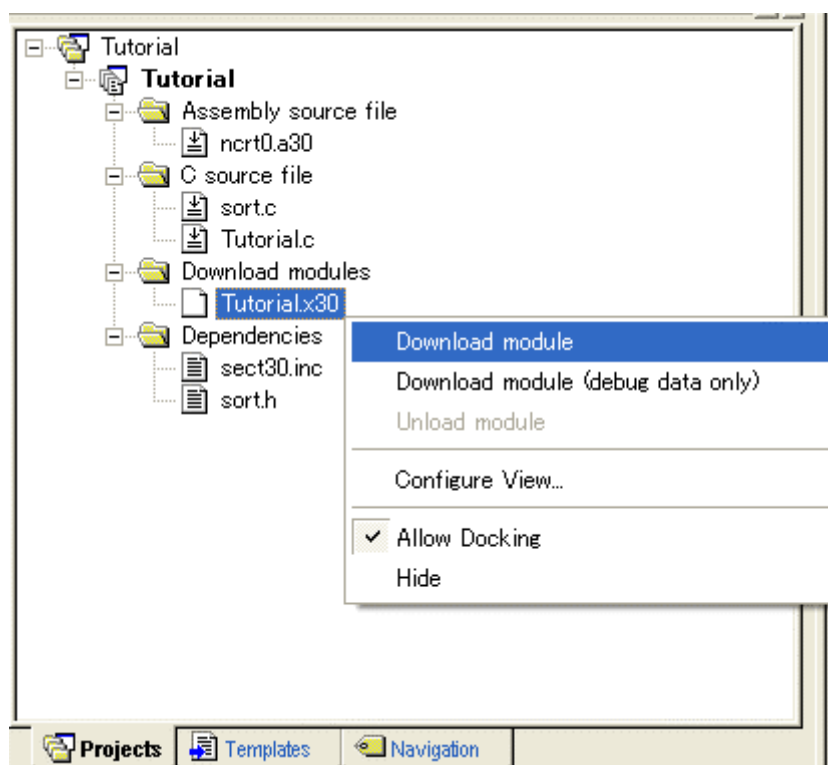 Tutorial
Tutorial
Assembly source file
ncrt0.a30
C source file
sort.c
Tutorial.c
Download modules
Tutorial.x30
Dependencies
sect30.inc
sort.h
Download module
Download module (debug data only)
Unload module
Configure View...
Allow Docking
Hide
Projects
Templates
Navigation